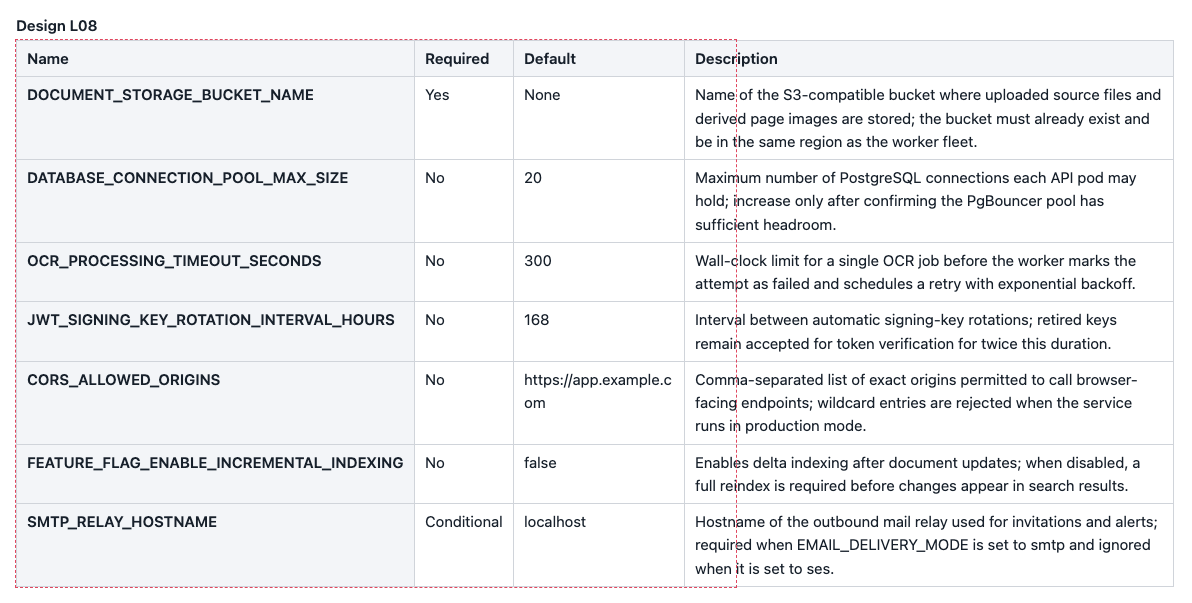 Design L08
Name Required Default Description
DOCUMENT_STORAGE_BUCKET_NAME Yes None Name of the S3-compatible bucket where uploaded source files and
derived page images are stored; the bucket must already exist and
be in the same region as the worker fleet.
DATABASE_CONNECTION_POOL_MAX_SIZE No 20 Maximum number of PostgreSQL connections each API pod may
hold; increase only after confirming the PgBouncer pool has
sufficient headroom.
OCR_PROCESSING_TIMEOUT_SECONDS No 300 Wall-clock limit for a single OCR job before the worker marks the
attempt as failed and schedules a retry with exponential backoff.
JWT_SIGNING_KEY_ROTATION_INTERVAL_HOURS No 168 Interval between automatic signing-key rotations; retired keys
remain accepted for token verification for twice this duration.
CORS_ALLOWED_ORIGINS No https://app.example.c Comma-separated list of exact origins permitted to call browser-
om facing endpoints; wildcard entries are rejected when the service
runs in production mode.
FEATURE_FLAG_ENABLE_INCREMENTAL_INDEXING No false Enables delta indexing after document updates; when disabled, a
full reindex is required before changes appear in search results.
SMTP_RELAY_HOSTNAME Conditional localhost Hostname of the outbound mail relay used for invitations and alerts;
required when EMAIL_DELIVERY_MODE is set to smtp and ignored
when it is set to ses.